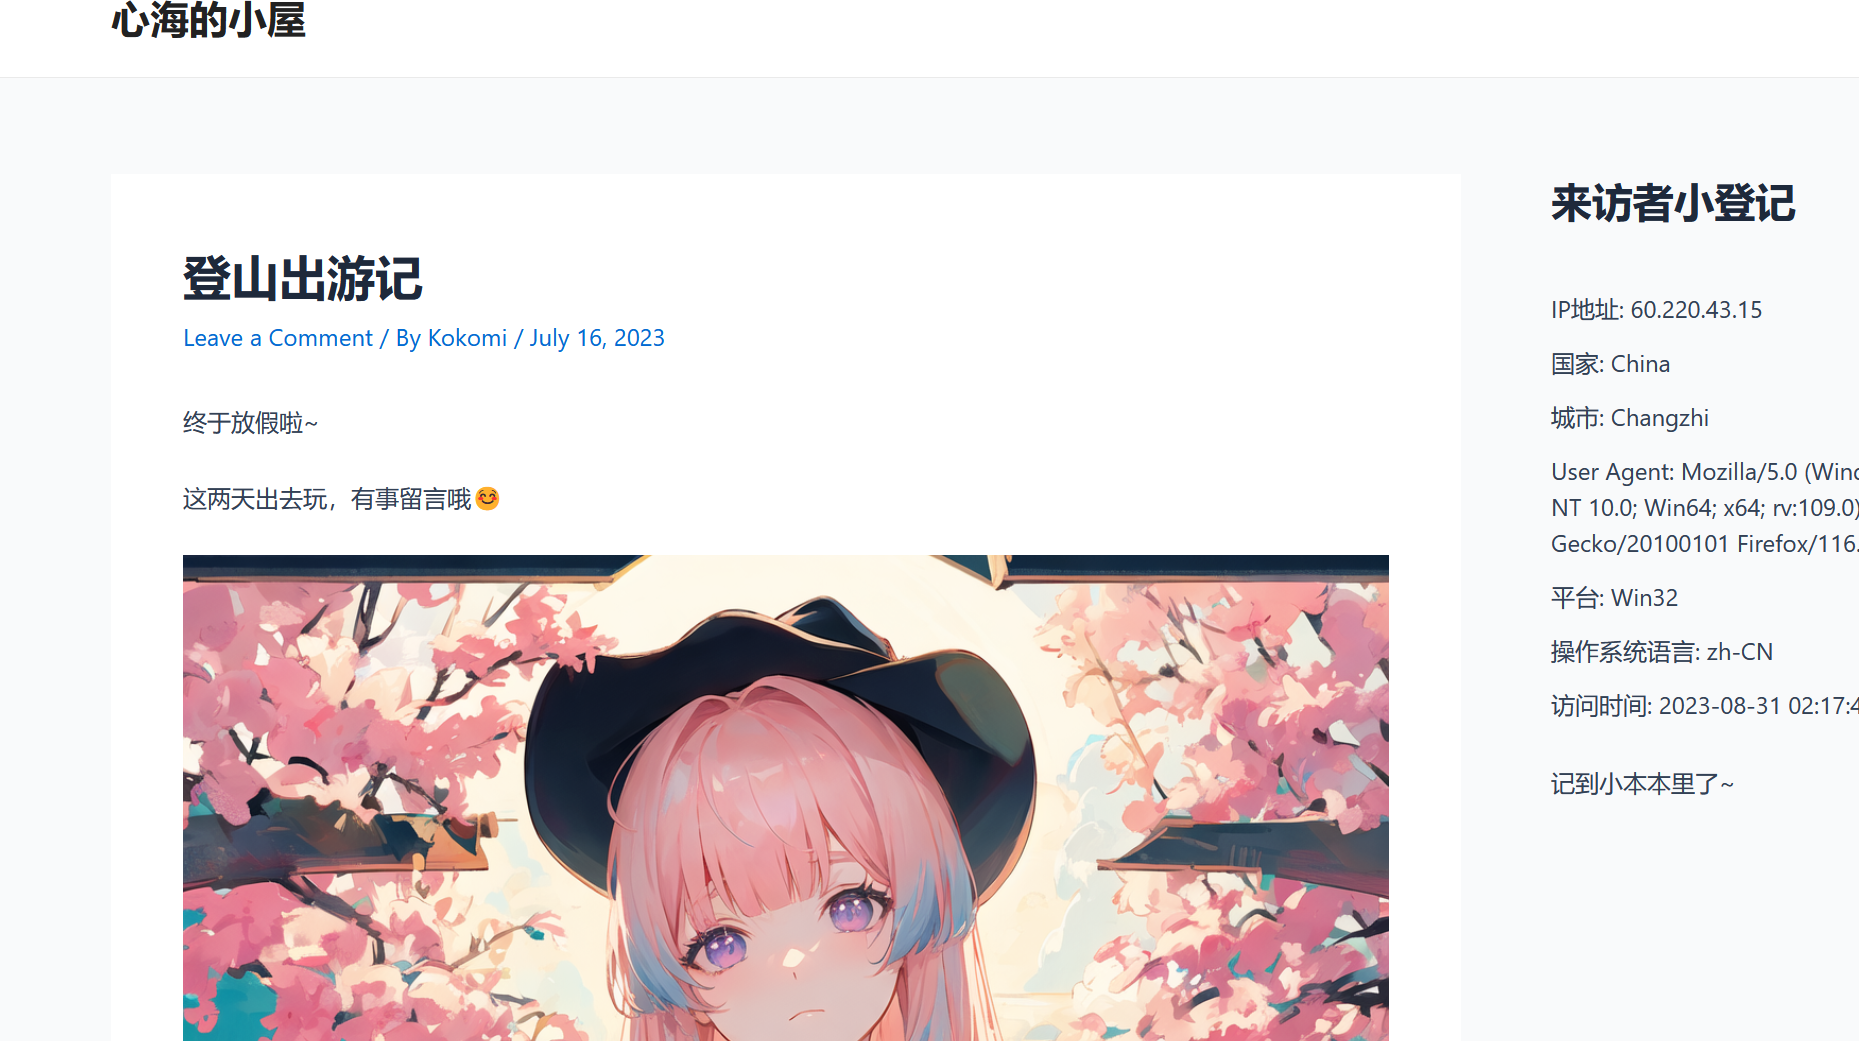 心海的小屋
登山出游记
Leave a Comment / By Kokomi / July 16, 2023
终于放假啦~
这两天出去玩，有事留言哦😊
来访者小登记
IP地址: 60.220.43.15
国家: China
城市: Changzhi
User Agent: Mozilla/5.0
NT 10.0; Win64; x64; rv:109.0)
Gecko/20100101 Firefox/116.
平台: Win32
操作系统语言: zh-CN
访问时间: 2023-08-31 02:17:4
记到小本本里了~